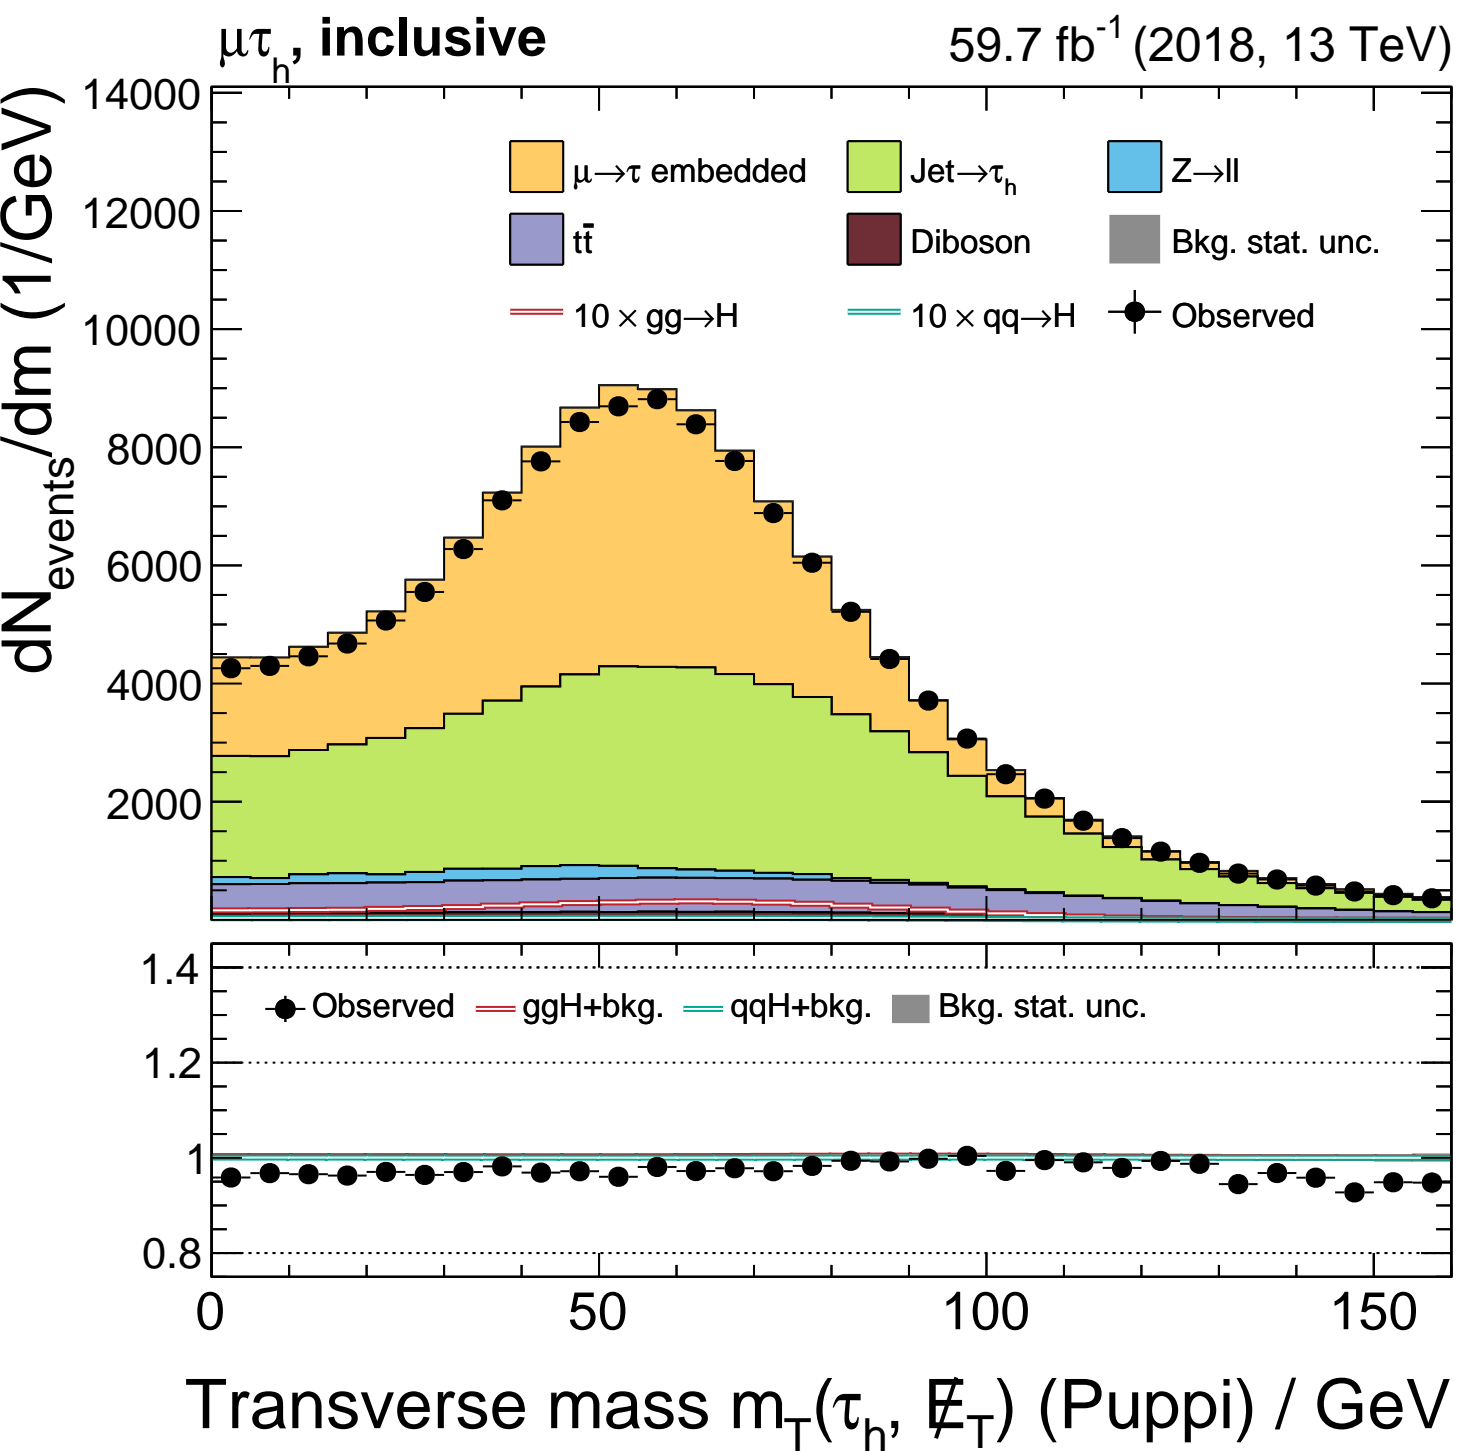 μτh, inclusive 59.7 fb-1 (2018, 13 TeV)
dNevents/dm (1/GeV)
14000
12000
10000
8000
6000
4000
2000
μ→τ embedded Jet→τh Z→ll
tt̄ Diboson Bkg. stat. unc.
10 × gg→H 10 × qq→H Observed
1.4
1.2
1
0.8
Observed ggH+bkg. qqH+bkg. Bkg. stat. unc.
0 50 100 150
Transverse mass mT(τh, E̸T) (Puppi) / GeV